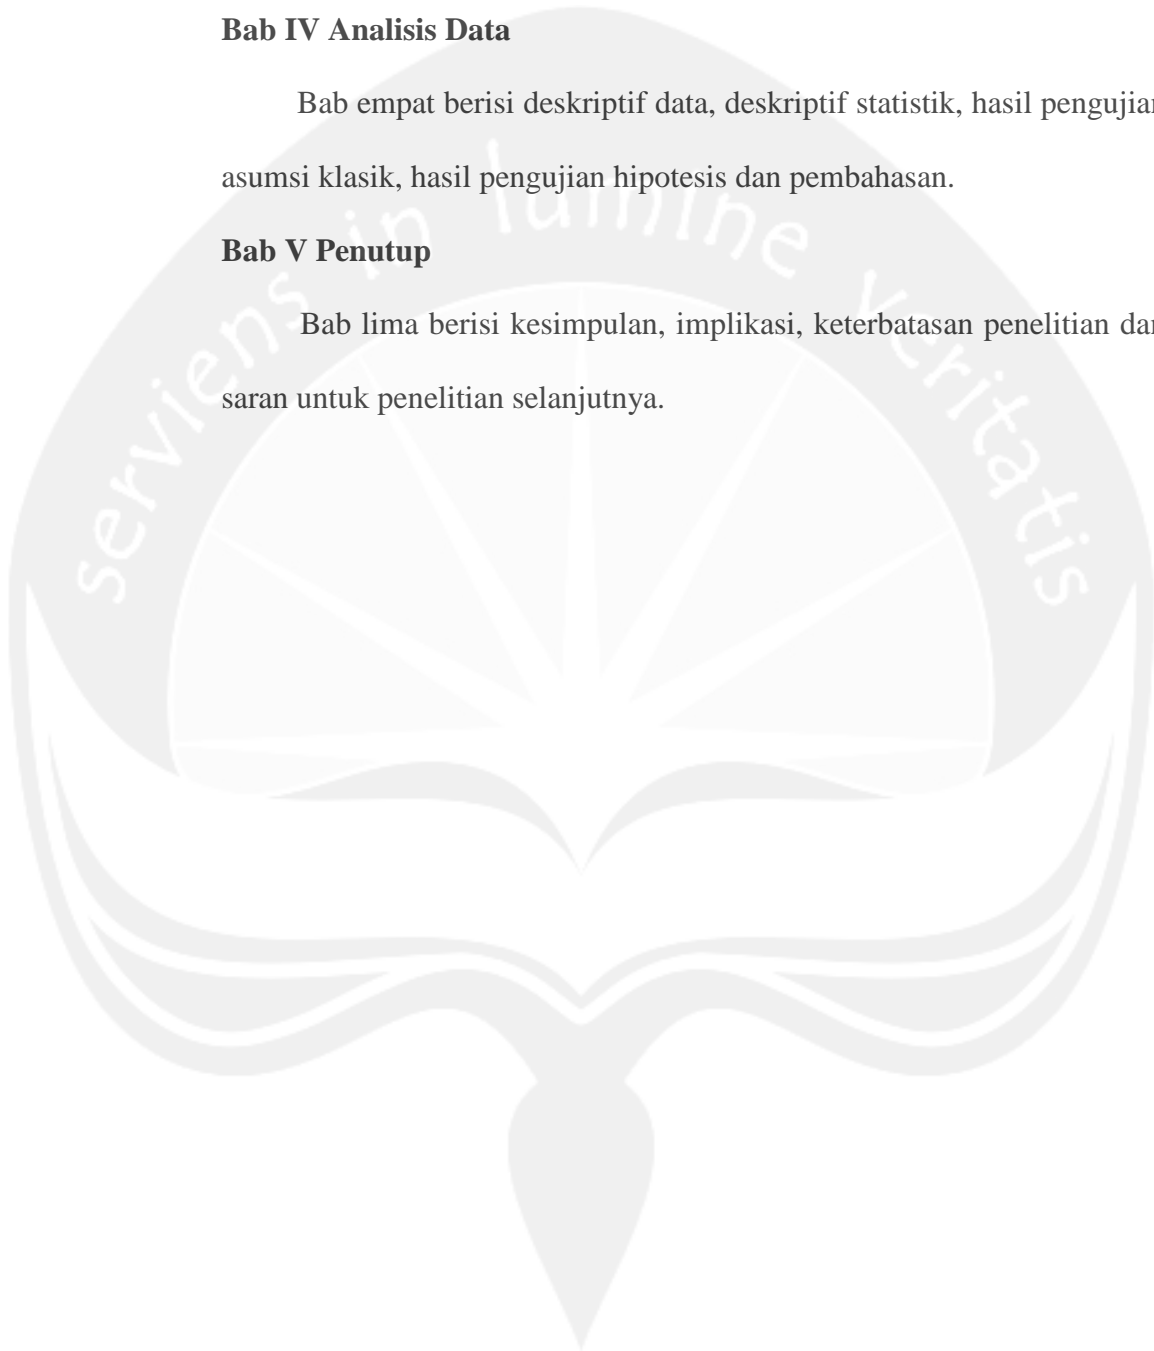 Bab IV Analisis Data
Bab empat berisi deskriptif data, deskriptif statistik, hasil pengujian
asumsi klasik, hasil pengujian hipotesis dan pembahasan.
Bab V Penutup
Bab lima berisi kesimpulan, implikasi, keterbatasan penelitian dan
saran untuk penelitian selanjutnya.
serviens in lumine veritatis